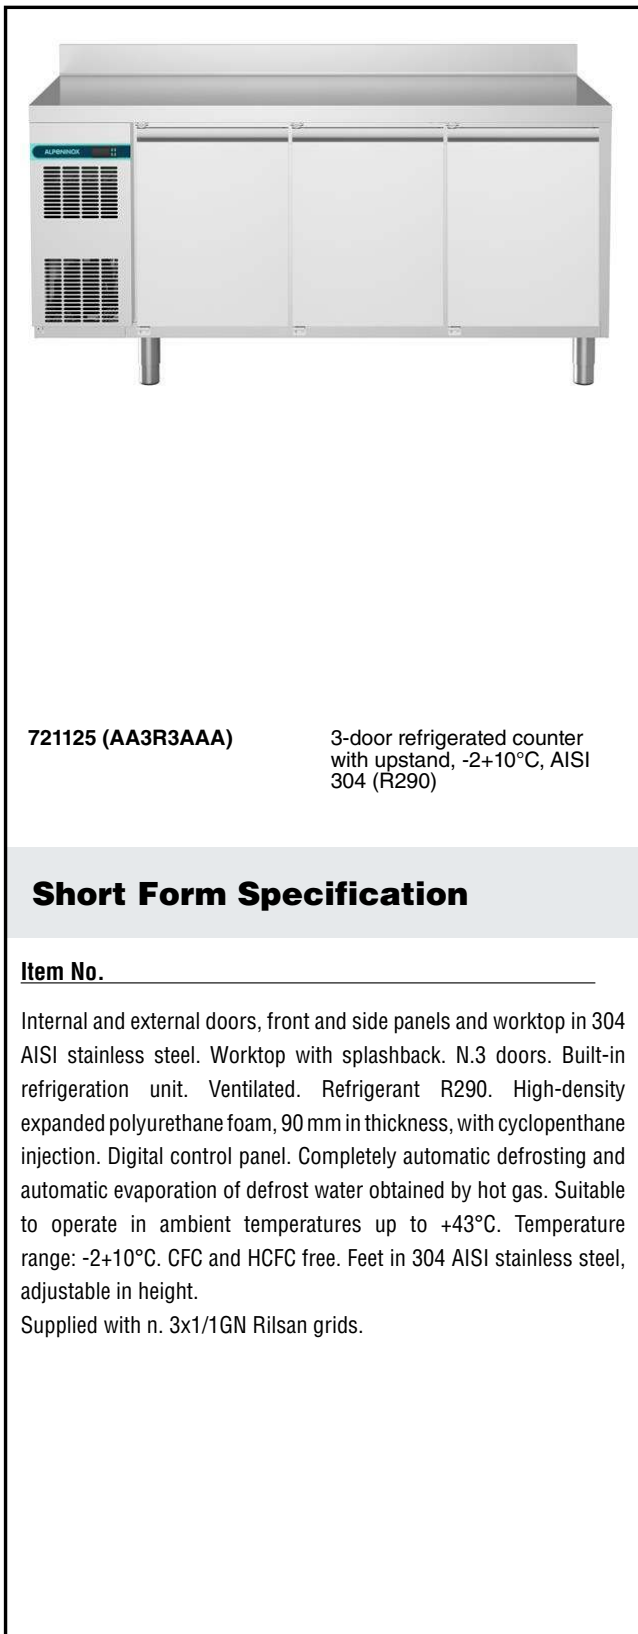 ALPENINOX
721125 (AA3R3AAA)
3-door refrigerated counter
with upstand, -2+10°C, AISI
304 (R290)
Short Form Specification
Item No.
Internal and external doors, front and side panels and worktop in 304
AISI stainless steel. Worktop with splashback. N.3 doors. Built-in
refrigeration unit. Ventilated. Refrigerant R290. High-density
expanded polyurethane foam, 90 mm in thickness, with cyclopenthane
injection. Digital control panel. Completely automatic defrosting and
automatic evaporation of defrost water obtained by hot gas. Suitable
to operate in ambient temperatures up to +43°C. Temperature
range: -2+10°C. CFC and HCFC free. Feet in 304 AISI stainless steel,
adjustable in height.
Supplied with n. 3x1/1GN Rilsan grids.